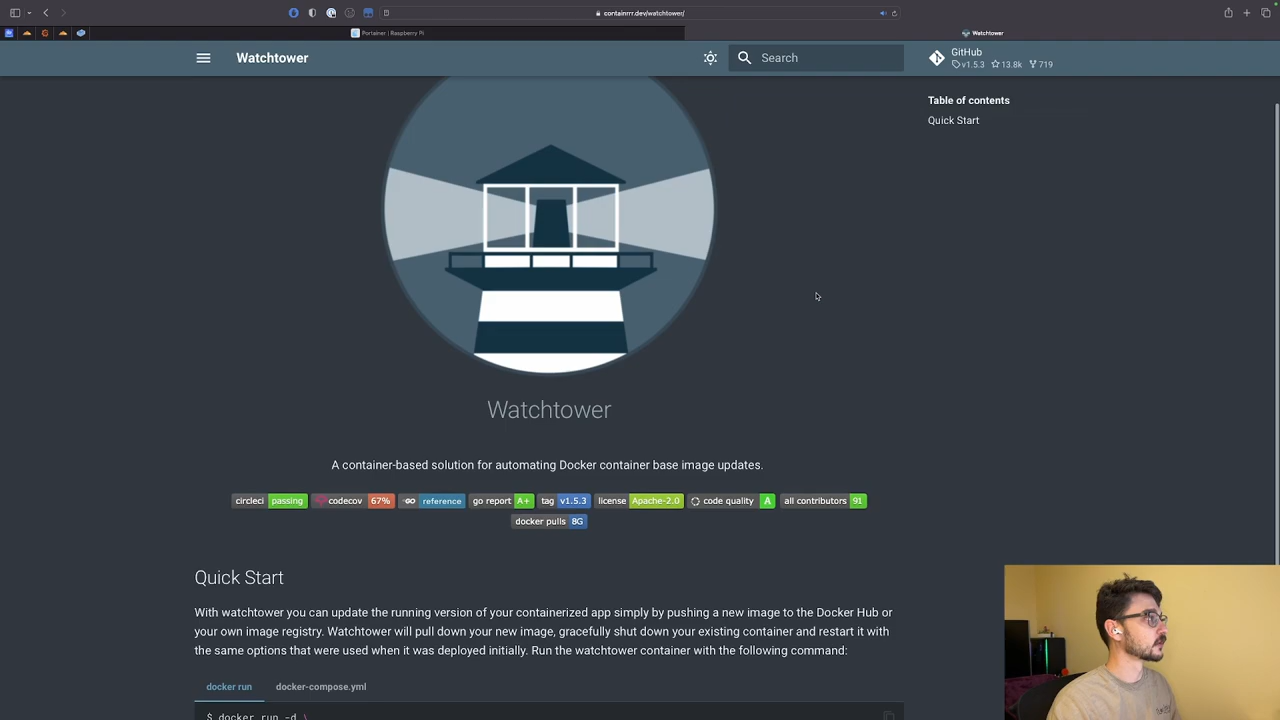 containrrr.dev/watchtower/
Portainer | Raspberry Pi
Watchtower
Watchtower
Search
GitHub
v1.5.3 13.8k 719
Table of contents
Quick Start
Watchtower
A container-based solution for automating Docker container base image updates.
circleci passing codecov 67% reference go report A+ tag v1.5.3 license Apache-2.0 code quality A all contributors 91
docker pulls 8G
Quick Start
With watchtower you can update the running version of your containerized app simply by pushing a new image to the Docker Hub or
your own image registry. Watchtower will pull down your new image, gracefully shut down your existing container and restart it with
the same options that were used when it was deployed initially. Run the watchtower container with the following command:
docker run docker-compose.yml
$ docker run -d \